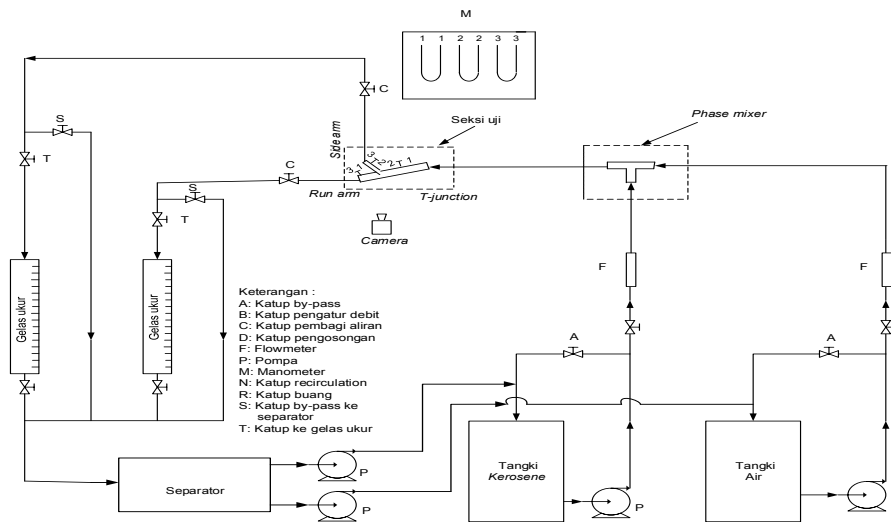 M
1 1 2 2 3 3
S
C
Seksi uji
Phase mixer
Side arm
T
C
3 T 2
3 T 1
2 T 1
S
Run arm
T-junction
T
Camera
F
F
Gelas ukur
Gelas ukur
Keterangan :
A: Katup by-pass
B: Katup pengatur debit
C: Katup pembagi aliran
D: Katup pengosongan
F: Flowmeter
P: Pompa
M: Manometer
N: Katup recirculation
R: Katup buang
S: Katup by-pass ke
separator
T: Katup ke gelas ukur
A
A
P
Separator
P
Tangki
Kerosene
P
Tangki
Air
P